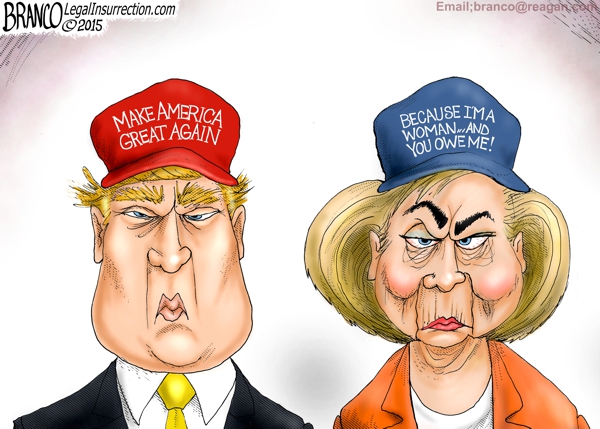 BRANCO LegalInsurrection.com
©2015
Email;branco@reagan.com
MAKE AMERICA
GREAT AGAIN
BECAUSE I'M A
WOMAN...AND
YOU OWE ME!